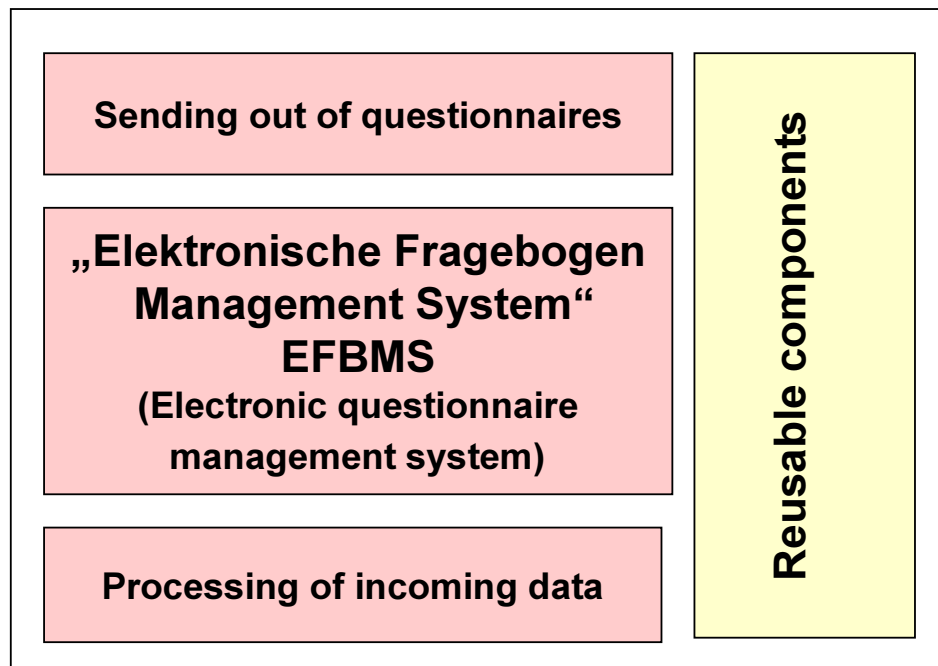 Sending out of questionnaires
„Elektronische Fragebogen
Management System“
EFBMS
(Electronic questionnaire
management system)
Processing of incoming data
Reusable components